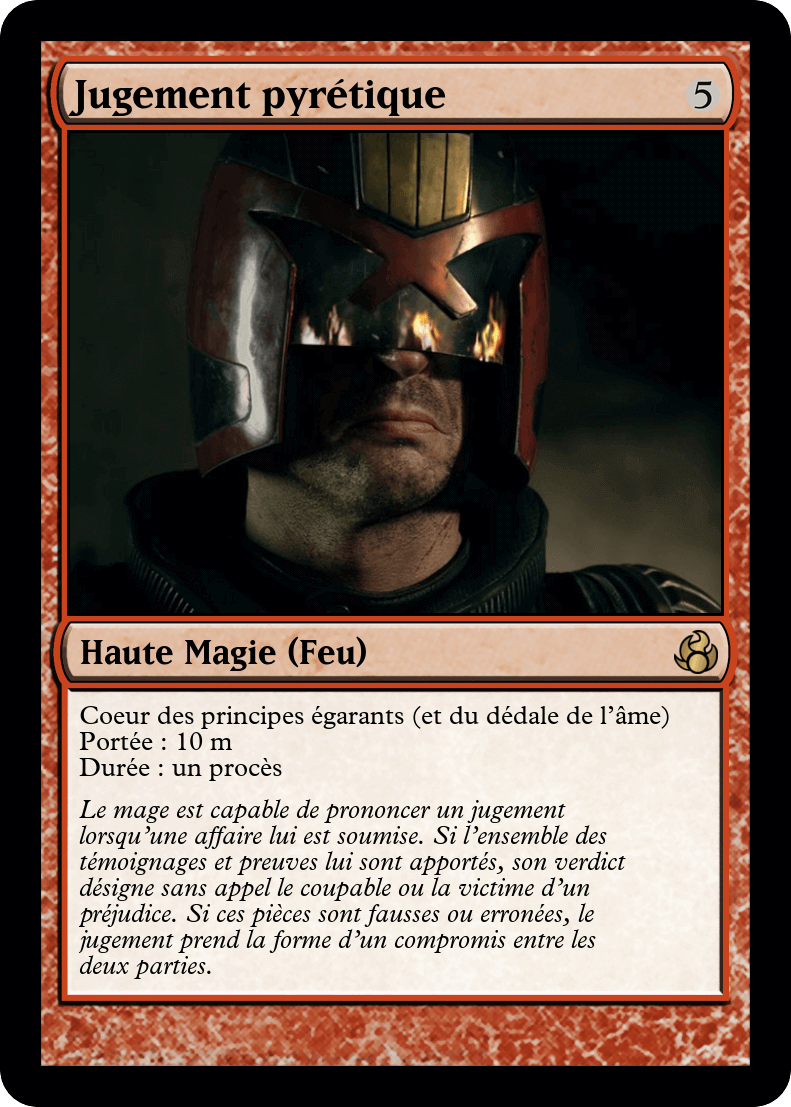 Jugement pyrétique 5
Haute Magie (Feu)
Coeur des principes égarants (et du dédale de l'âme)
Portée : 10 m
Durée : un procès
Le mage est capable de prononcer un jugement
lorsqu'une affaire lui est soumise. Si l'ensemble des
témoignages et preuves lui sont apportés, son verdict
désigne sans appel le coupable ou la victime d'un
préjudice. Si ces pièces sont fausses ou erronées, le
jugement prend la forme d'un compromis entre les
deux parties.